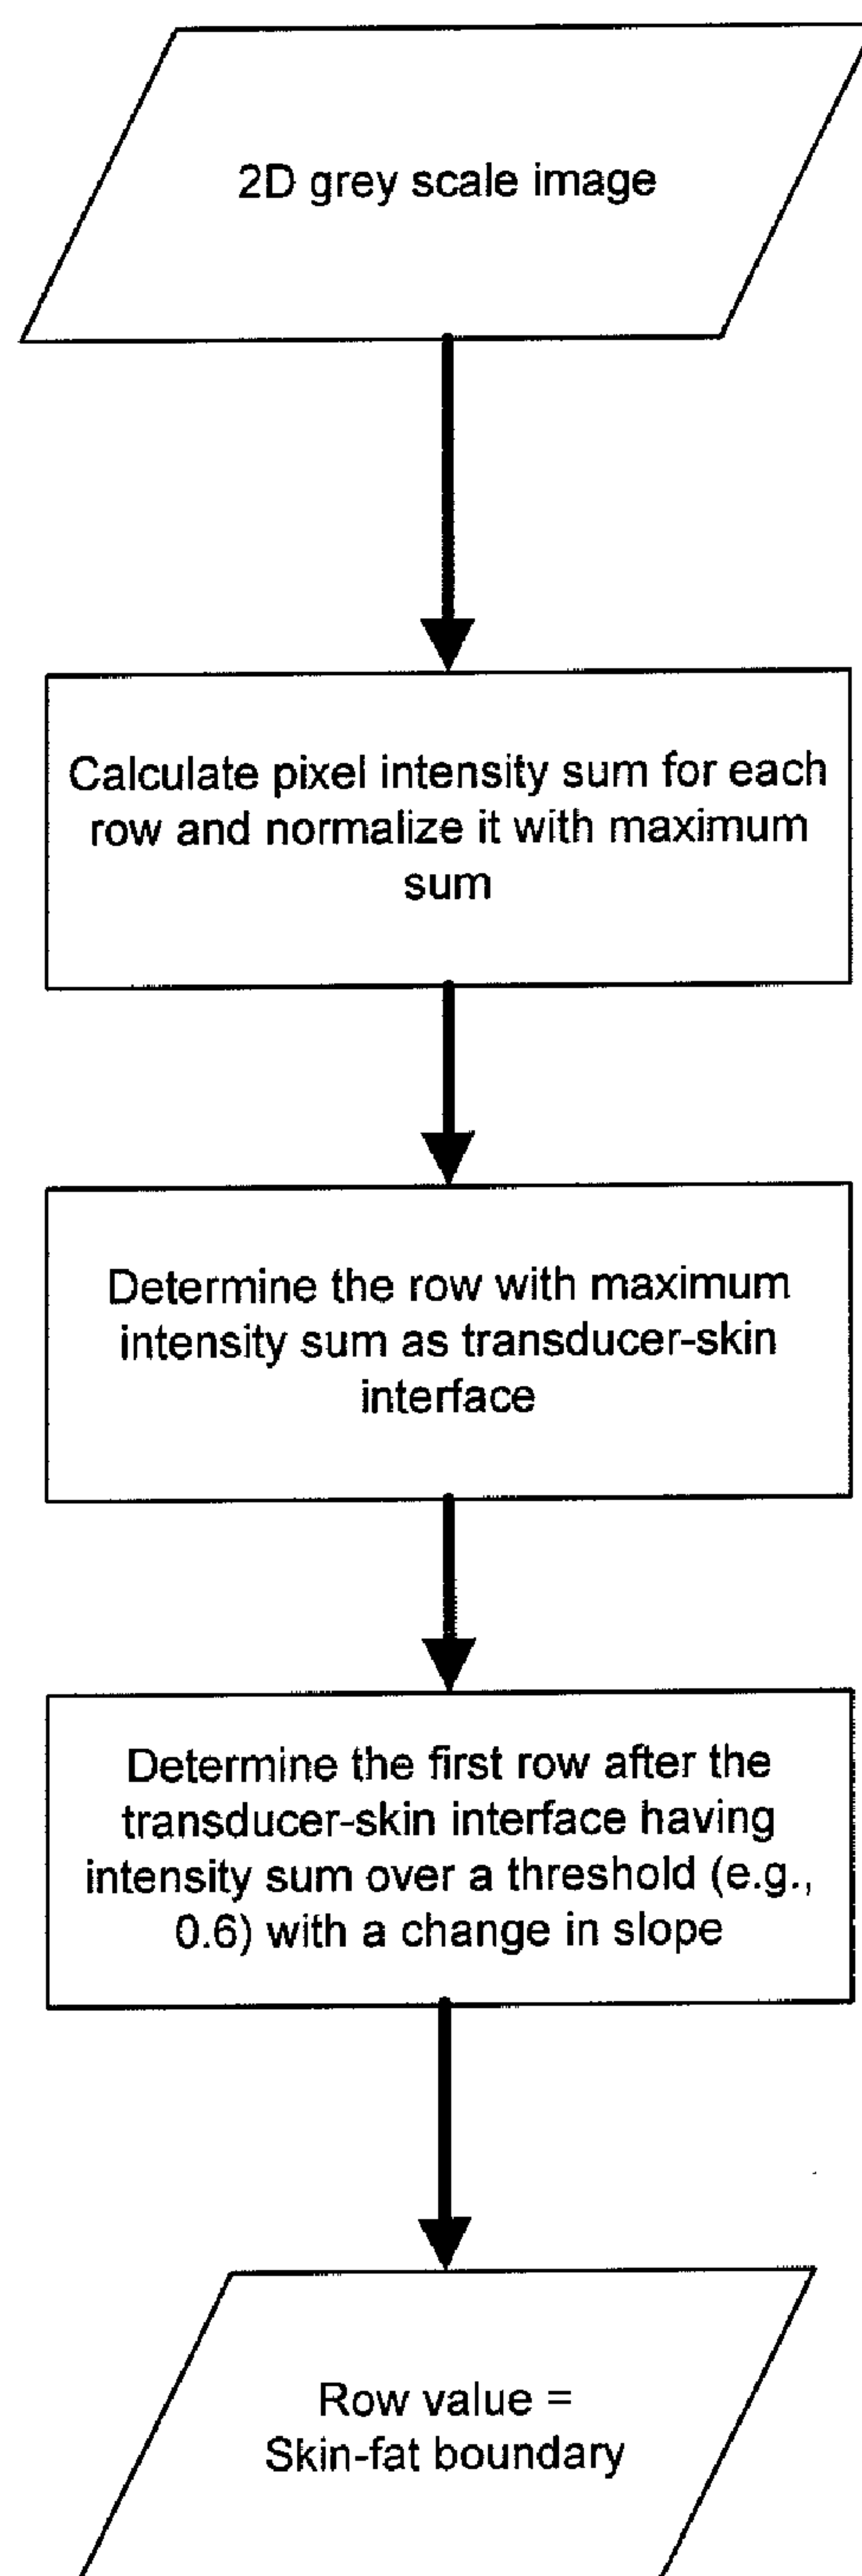 2D grey scale image
Calculate pixel intensity sum for each
row and normalize it with maximum
sum
Determine the row with maximum
intensity sum as transducer-skin
interface
Determine the first row after the
transducer-skin interface having
intensity sum over a threshold (e.g.,
0.6) with a change in slope
Row value =
Skin-fat boundary